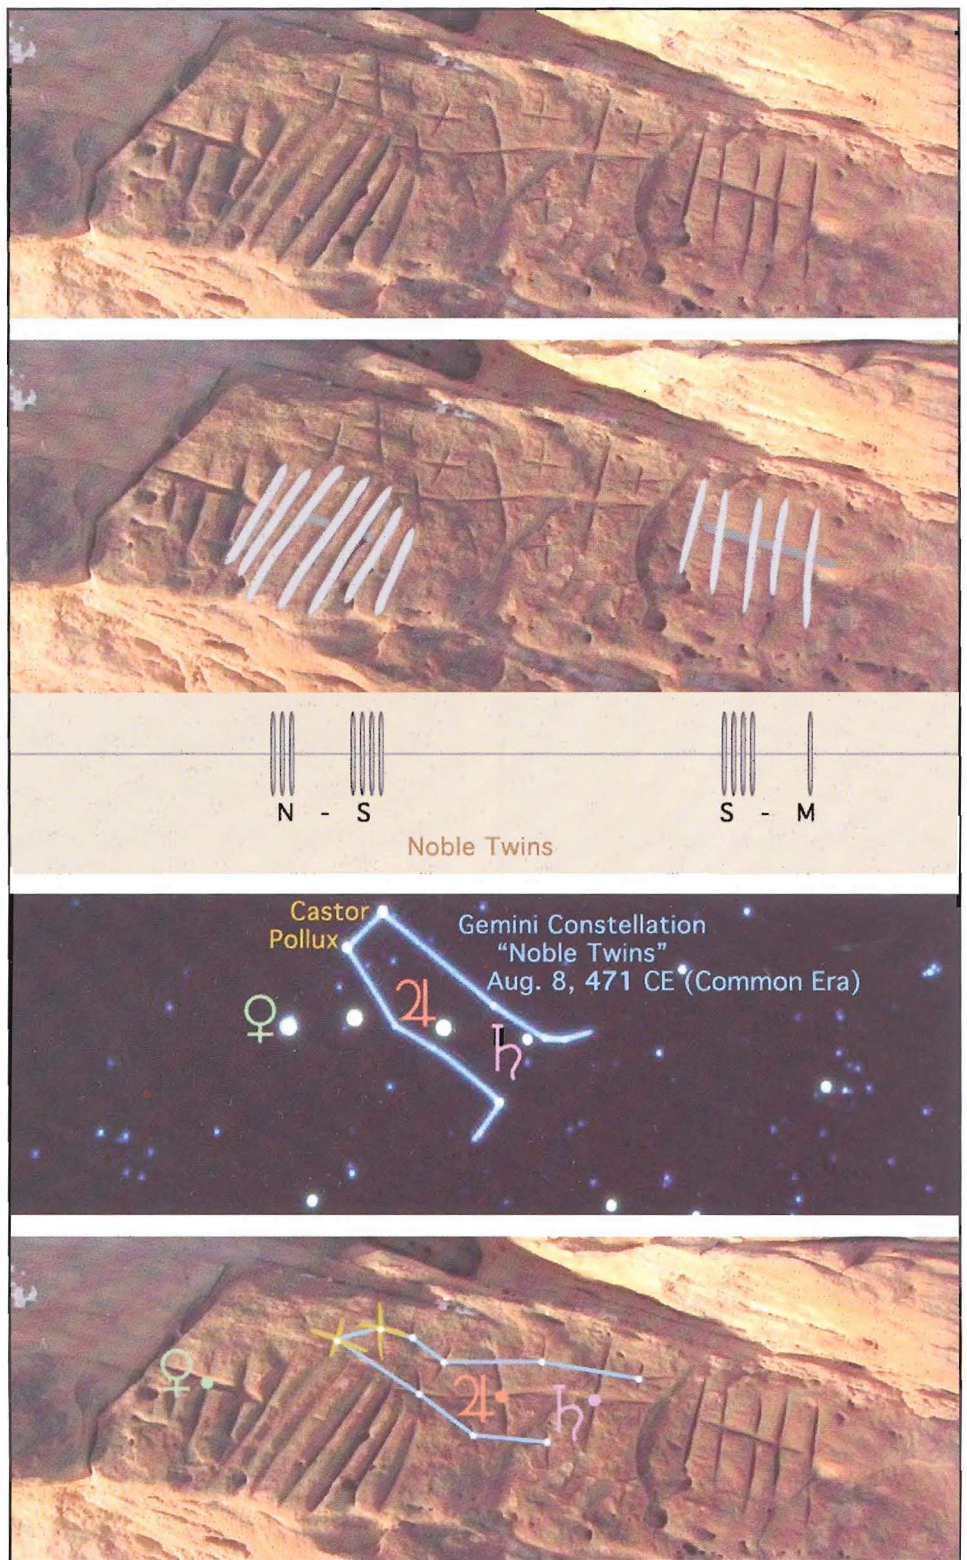 N - S S - M
Noble Twins
Castor
Pollux
Gemini Constellation
“Noble Twins”
Aug. 8, 471 CE (Common Era)
♀ ♃ ♄
♀ ♃ ♄